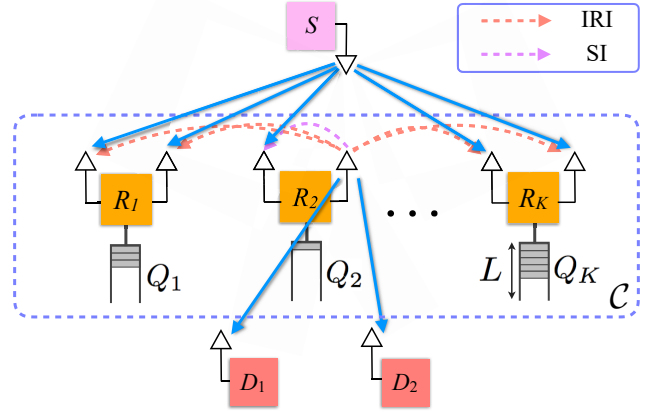 S
IRI
SI
R1
R2
. . .
RK
Q1
Q2
L
QK
C
D1
D2